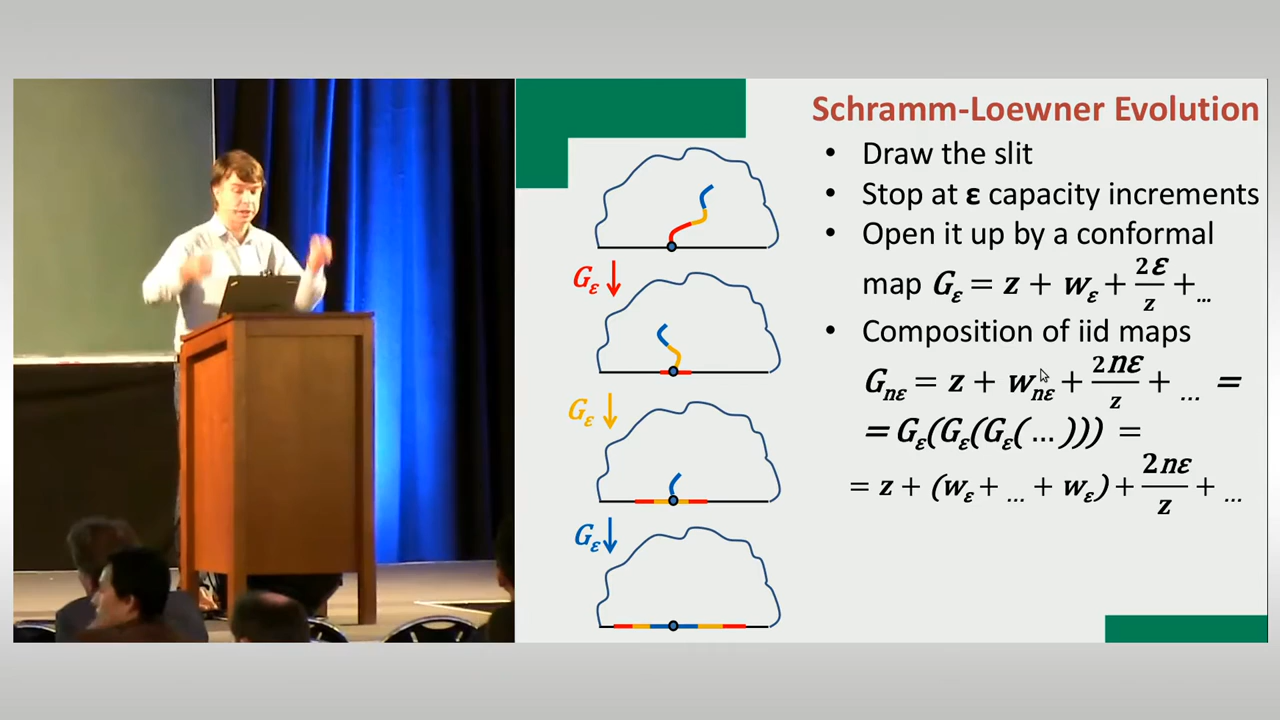 Schramm-Loewner Evolution
• Draw the slit
• Stop at ε capacity increments
• Open it up by a conformal
map Gε = z + wε + 2ε/z + ...
• Composition of iid maps
Gnε = z + wnε + 2nε/z + ... =
= Gε(Gε(Gε( ... ))) =
= z + (wε + ... + wε) + 2nε/z + ...
Gε ↓
Gε ↓
Gε ↓